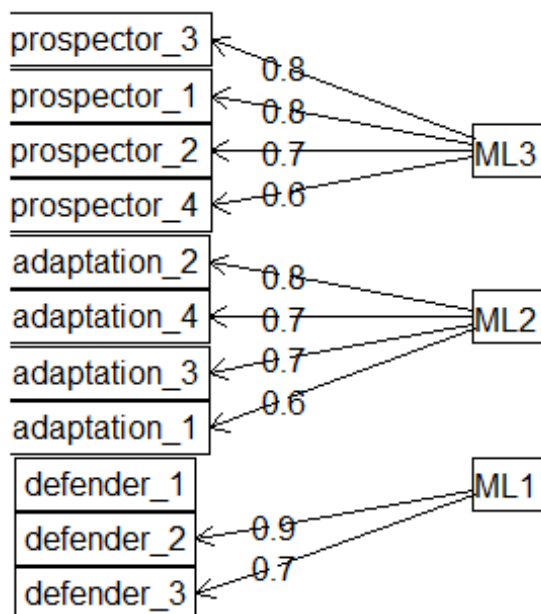 prospector_3
0.8
prospector_1
0.8
prospector_2
0.7
ML3
prospector_4
0.6
adaptation_2
0.8
adaptation_4
0.7
ML2
adaptation_3
0.7
adaptation_1
0.6
defender_1
ML1
defender_2
0.9
defender_3
0.7